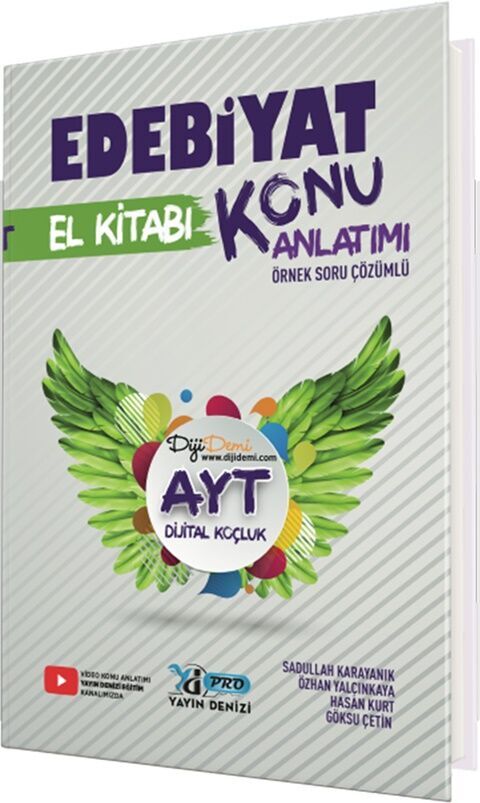 EDEBİYAT
EL KİTABI
KONU
ANLATIMI
ÖRNEK SORU ÇÖZÜMLÜ
DijiDemi
www.dijidemi.com
AYT
DİJİTAL KOÇLUK
VİDEO KONU ANLATIMI
YAYIN DENİZİ EĞİTİM
KANALIMIZDA
PRO
YAYIN DENİZİ
SADULLAH KARAYANIK
ÖZHAN YALÇINKAYA
HASAN KURT
GÖKSU ÇETİN